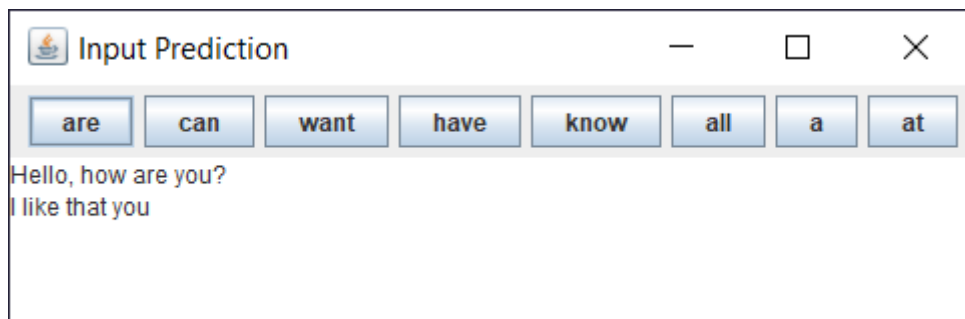 Input Prediction
are can want have know all a at
Hello, how are you?
I like that you